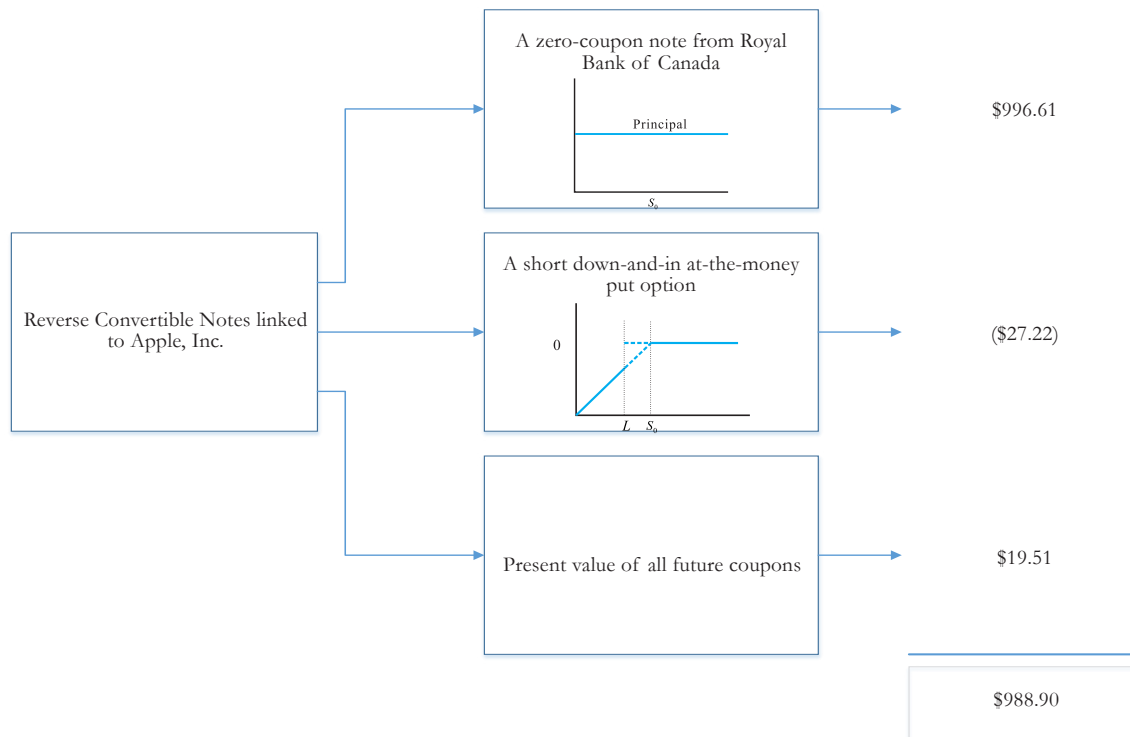 A zero-coupon note from Royal
Bank of Canada
Principal
S₀
$996.61
Reverse Convertible Notes linked
to Apple, Inc.
A short down-and-in at-the-money
put option
0
L S₀
($27.22)
Present value of all future coupons
$19.51
$988.90